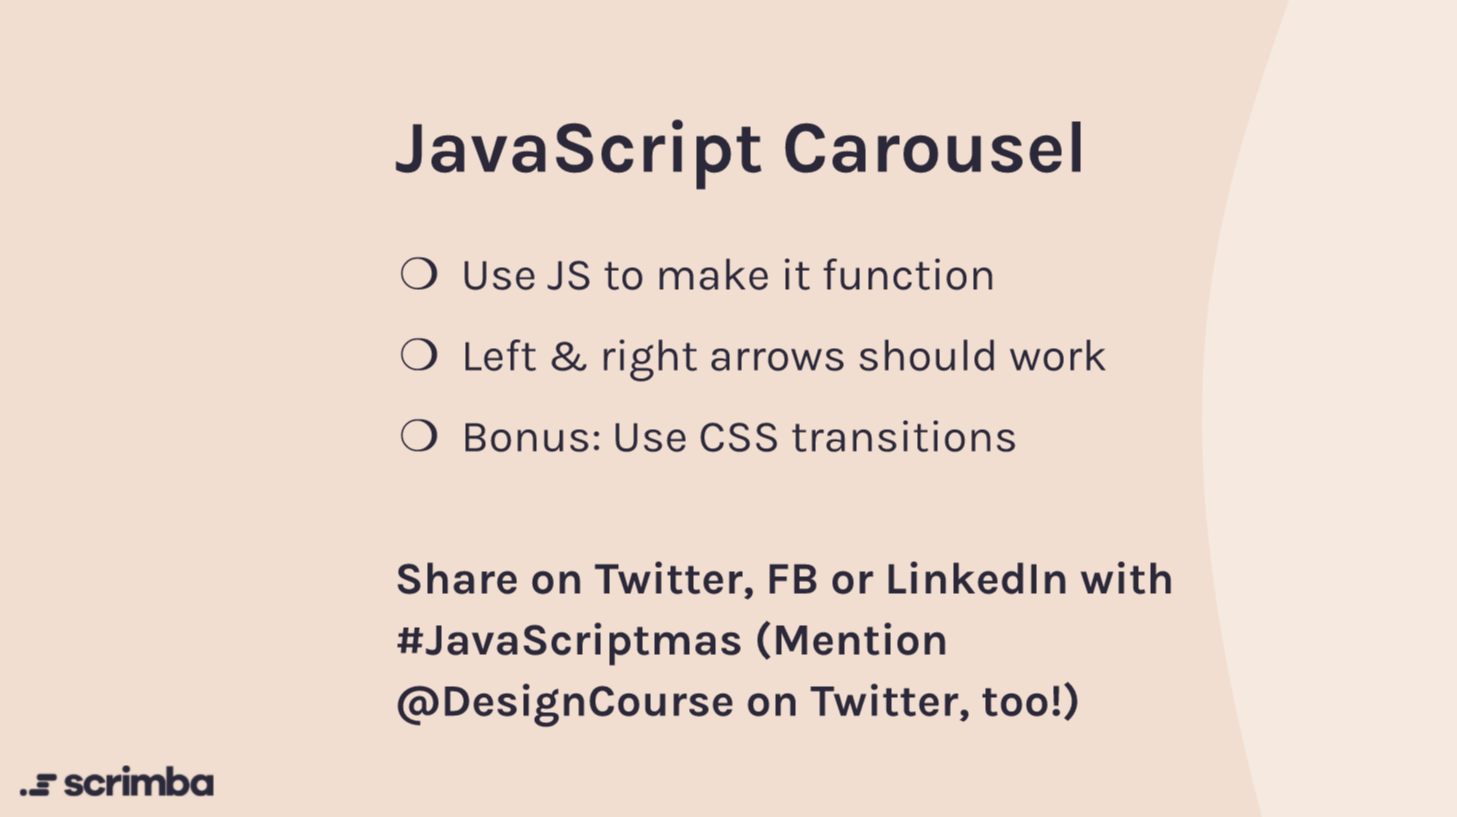 JavaScript Carousel
❍ Use JS to make it function
❍ Left & right arrows should work
❍ Bonus: Use CSS transitions
Share on Twitter, FB or LinkedIn with
#JavaScriptmas (Mention
@DesignCourse on Twitter, too!)
scrimba